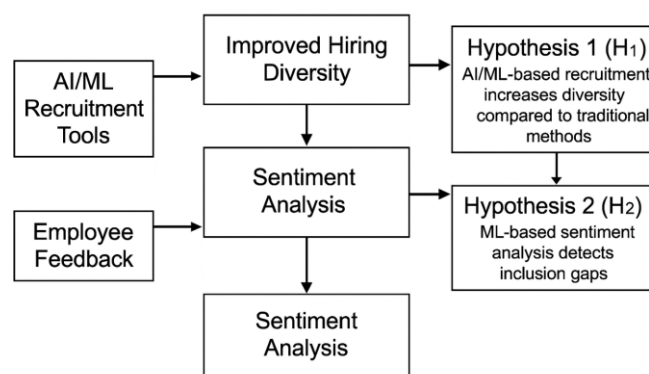 AI/ML
Recruitment
Tools
Improved Hiring
Diversity
Hypothesis 1 (H₁)
AI/ML-based recruitment
increases diversity
compared to traditional
methods
Employee
Feedback
Sentiment
Analysis
Hypothesis 2 (H₂)
ML-based sentiment
analysis detects
inclusion gaps
Sentiment
Analysis